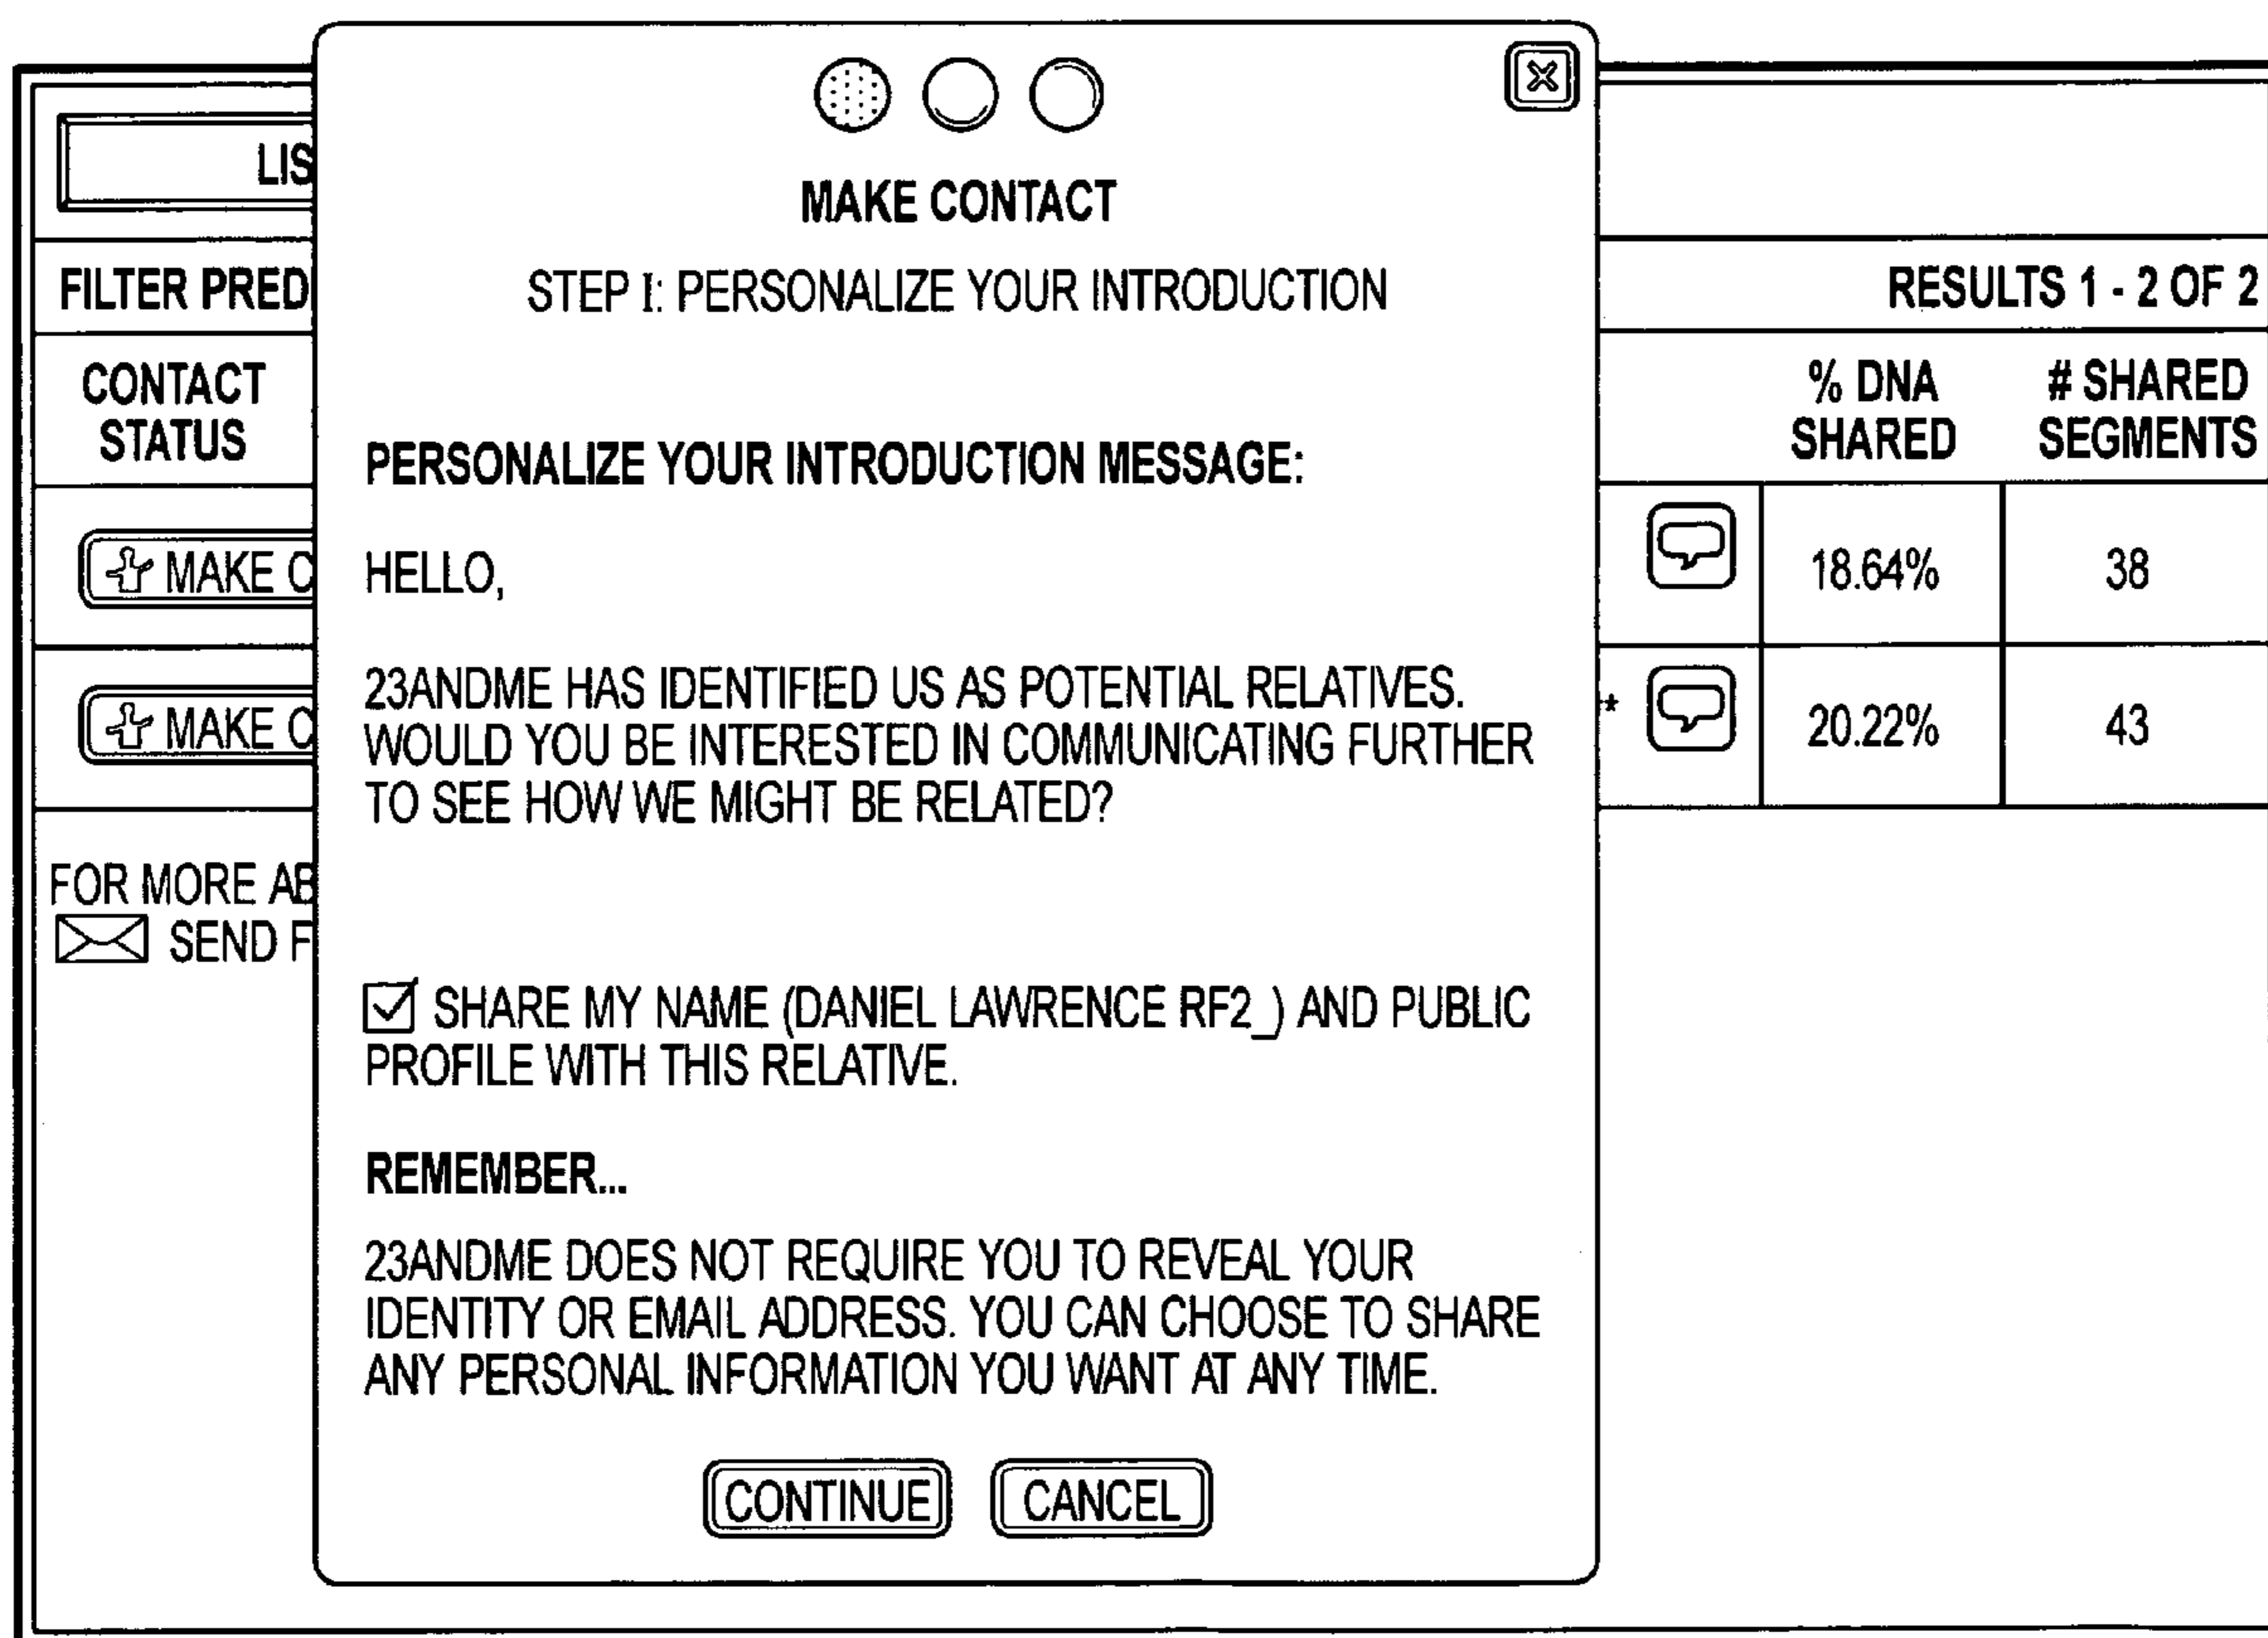 MAKE CONTACT
STEP I: PERSONALIZE YOUR INTRODUCTION
PERSONALIZE YOUR INTRODUCTION MESSAGE:
HELLO,
23ANDME HAS IDENTIFIED US AS POTENTIAL RELATIVES.
WOULD YOU BE INTERESTED IN COMMUNICATING FURTHER
TO SEE HOW WE MIGHT BE RELATED?
SHARE MY NAME (DANIEL LAWRENCE RF2_) AND PUBLIC
PROFILE WITH THIS RELATIVE.
REMEMBER...
23ANDME DOES NOT REQUIRE YOU TO REVEAL YOUR
IDENTITY OR EMAIL ADDRESS. YOU CAN CHOOSE TO SHARE
ANY PERSONAL INFORMATION YOU WANT AT ANY TIME.
CONTINUE CANCEL
LIS
FILTER PRED
CONTACT
STATUS
MAKE C
MAKE C
FOR MORE AB
SEND F
RESULTS 1 - 2 OF 2
% DNA # SHARED
SHARED SEGMENTS
18.64% 38
* 20.22% 43